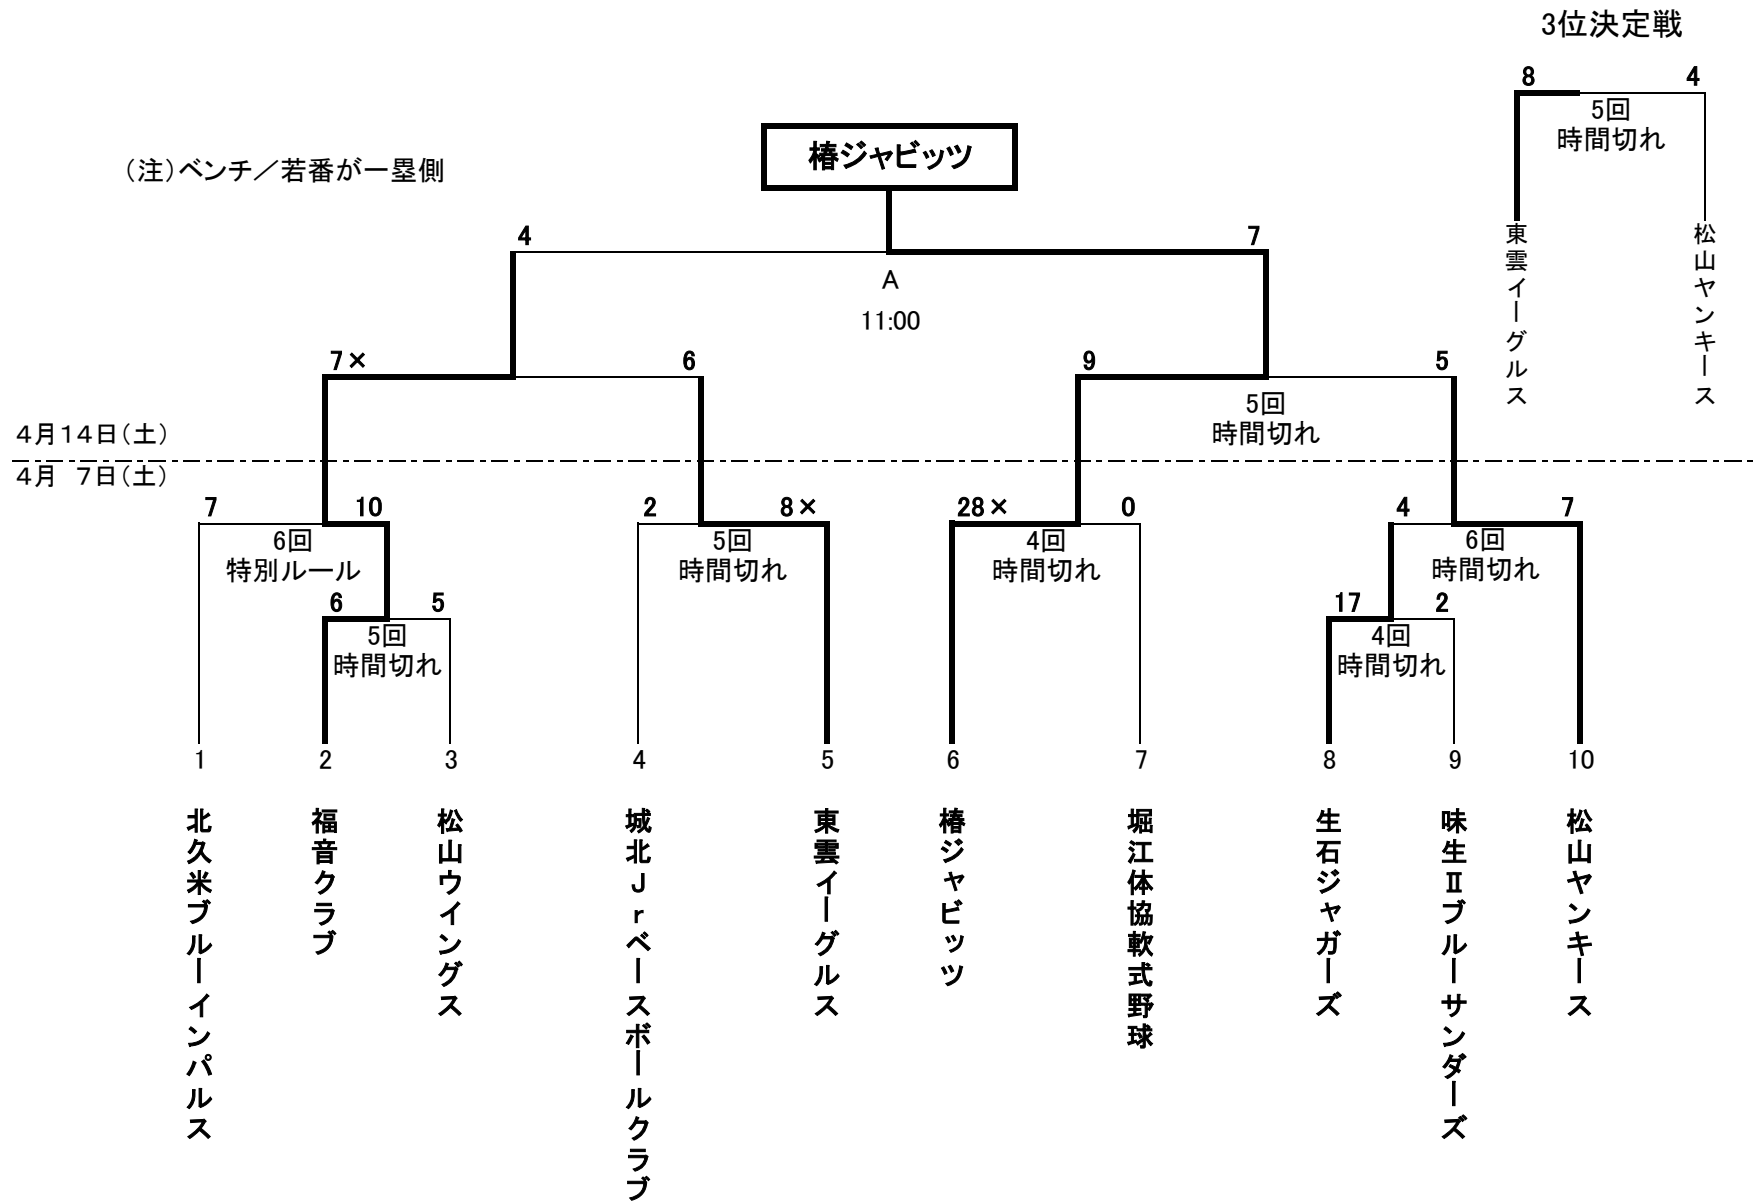 3位決定戦
8 4
5回
時間切れ
東雲イーグルス
松山ヤンキース
椿ジャビッツ
（注）ベンチ／若番が一塁側
4 7
A
11:00
7× 6 9 5
5回
時間切れ
4月14日（土）
4月 7日（土）
7 10 2 8× 28× 0 4 7
6回
特別ルール
5回
時間切れ
4回
時間切れ
6回
時間切れ
6 5
5回
時間切れ
17 2
4回
時間切れ
1 2 3 4 5 6 7 8 9 10
北久米ブルーインパルス
福音クラブ
松山ウイングス
城北Jrベースボールクラブ
東雲イーグルス
椿ジャビッツ
堀江体協軟式野球
生石ジャガーズ
味生Ⅱブルーサンダーズ
松山ヤンキース